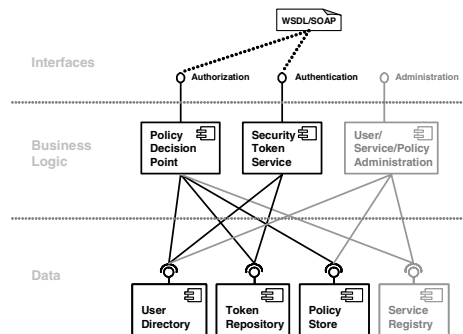 WSDL/SOAP
Interfaces
Authorization
Authentication
Administration
Business
Logic
Policy
Decision
Point
Security
Token
Service
User/
Service/Policy
Administration
Data
User
Directory
Token
Repository
Policy
Store
Service
Registry